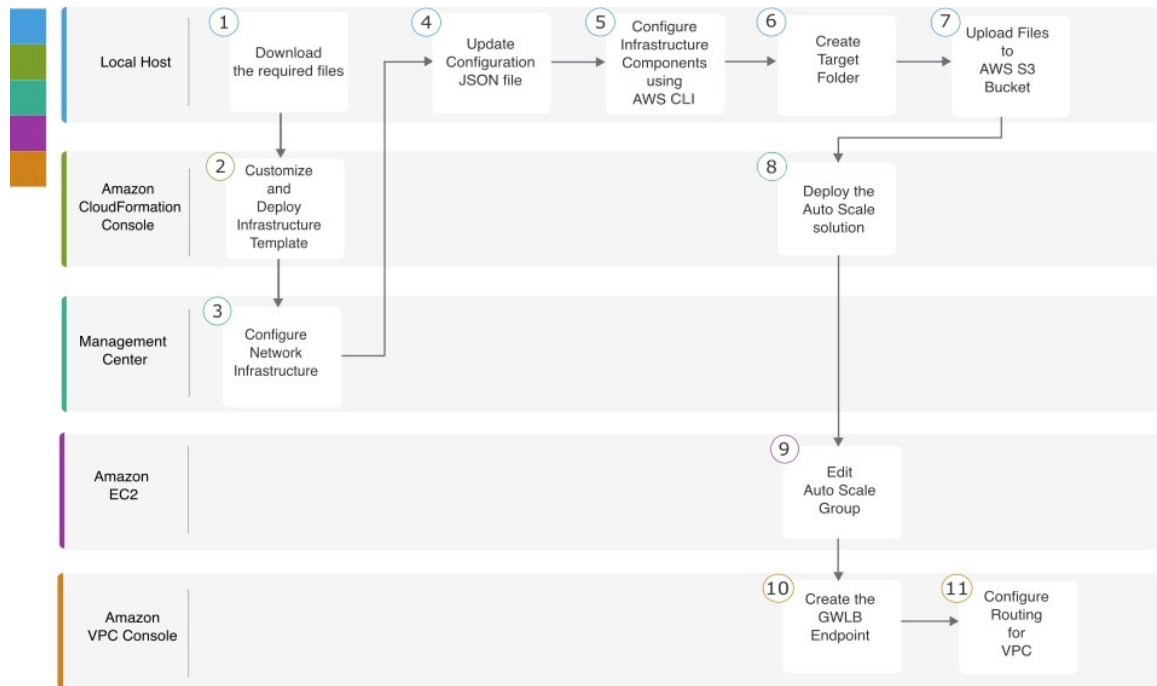 Local Host
1
Download
the required files
4
Update
Configuration
JSON file
5
Configure
Infrastructure
Components
using
AWS CLI
6
Create
Target
Folder
7
Upload Files
to
AWS S3
Bucket
Amazon
CloudFormation
Console
2
Customize
and
Deploy
Infrastructure
Template
8
Deploy the
Auto Scale
solution
Management
Center
3
Configure
Network
Infrastructure
Amazon
EC2
9
Edit
Auto Scale
Group
Amazon
VPC Console
10
Create the
GWLB
Endpoint
11
Configure
Routing
for
VPC